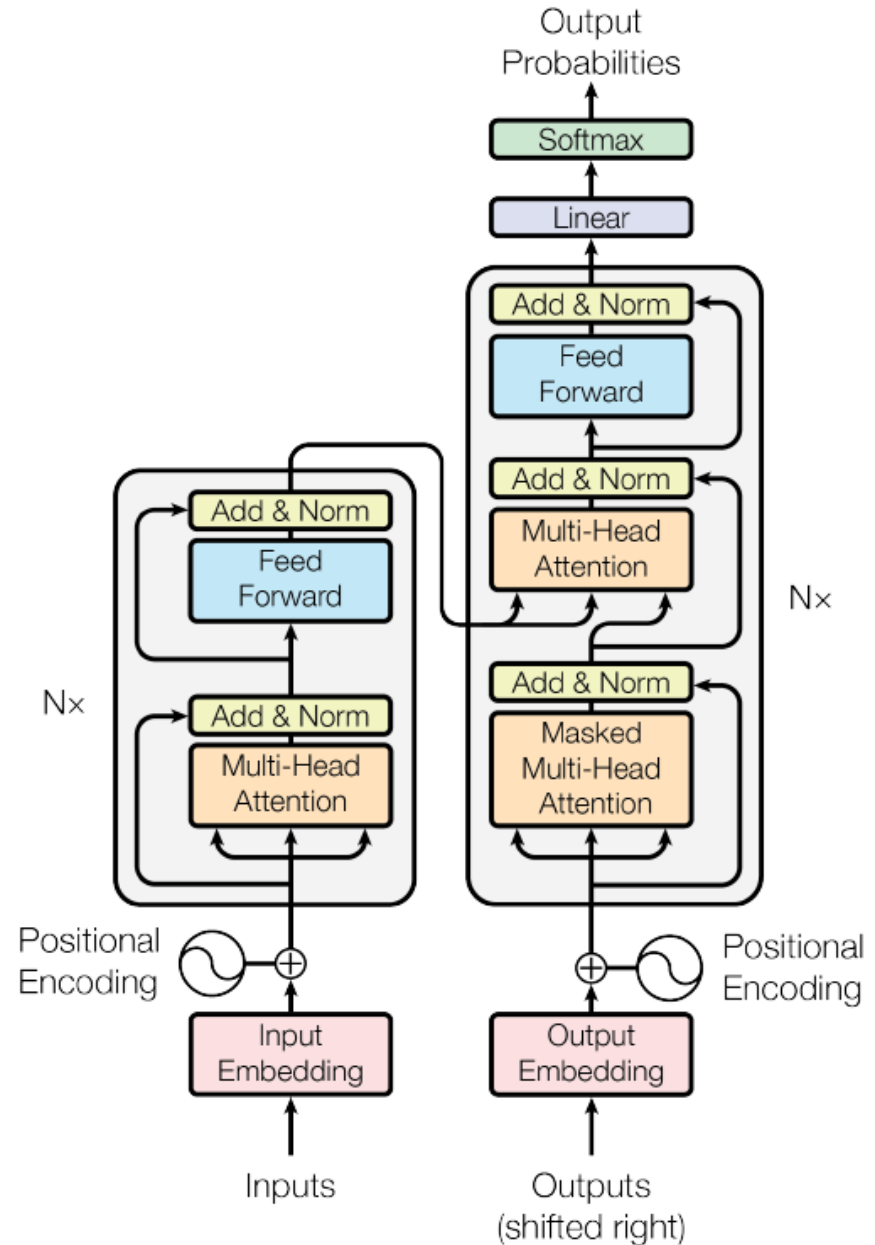 Output
Probabilities
Softmax
Linear
Add & Norm
Feed
Forward
Add & Norm
Multi-Head
Attention
Add & Norm
Masked
Multi-Head
Attention
N×
Add & Norm
Feed
Forward
Add & Norm
Multi-Head
Attention
N×
Positional
Encoding
Positional
Encoding
Input
Embedding
Output
Embedding
Inputs
Outputs
(shifted right)